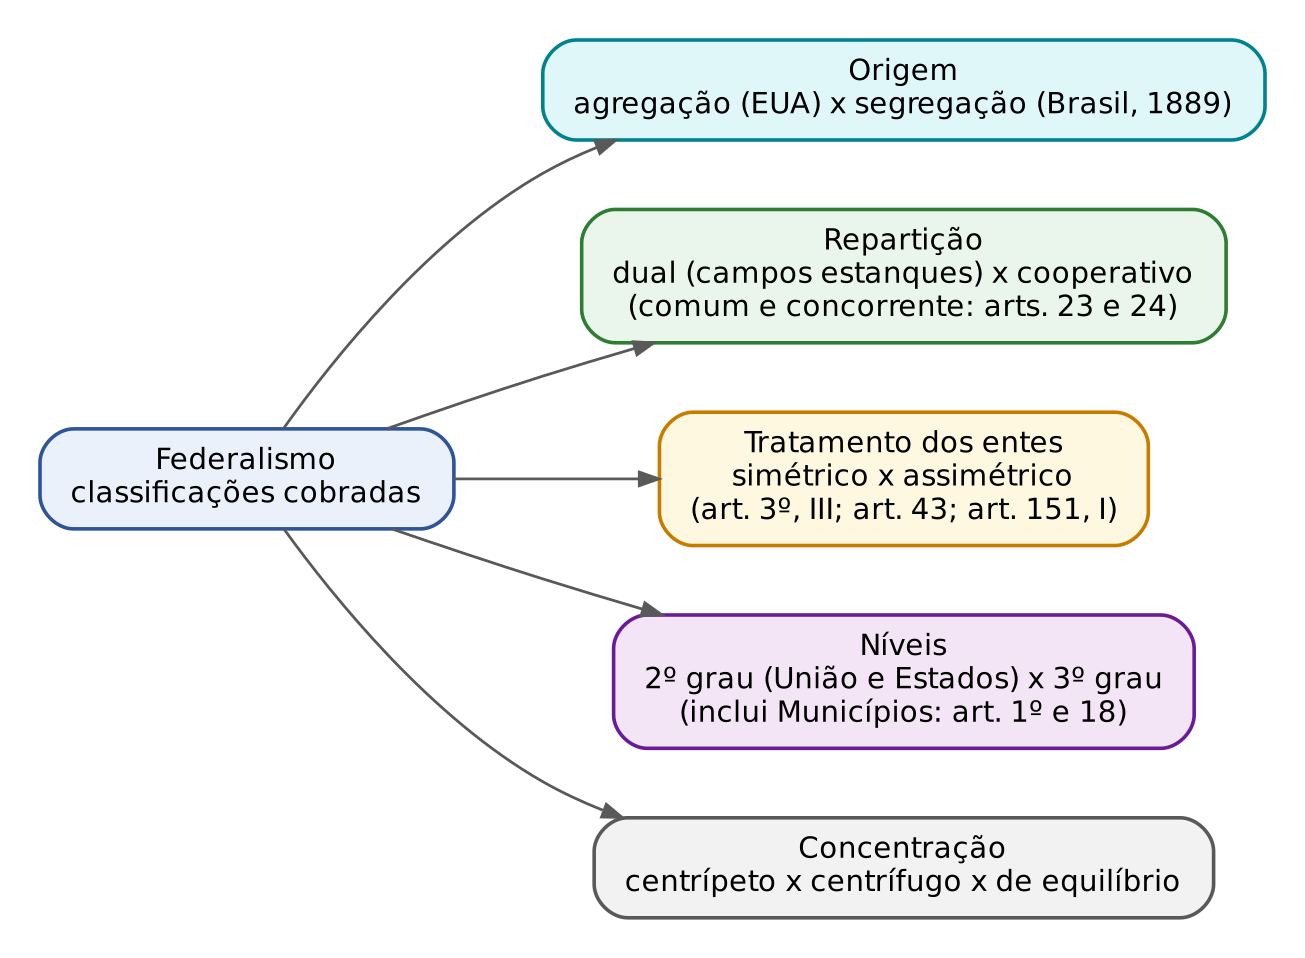 Origem
agregação (EUA) x segregação (Brasil, 1889)
Repartição
dual (campos estanques) x cooperativo
(comum e concorrente: arts. 23 e 24)
Federalismo
classificações cobradas
Tratamento dos entes
simétrico x assimétrico
(art. 3º, III; art. 43; art. 151, I)
Níveis
2º grau (União e Estados) x 3º grau
(inclui Municípios: art. 1º e 18)
Concentração
centrípeto x centrífugo x de equilíbrio